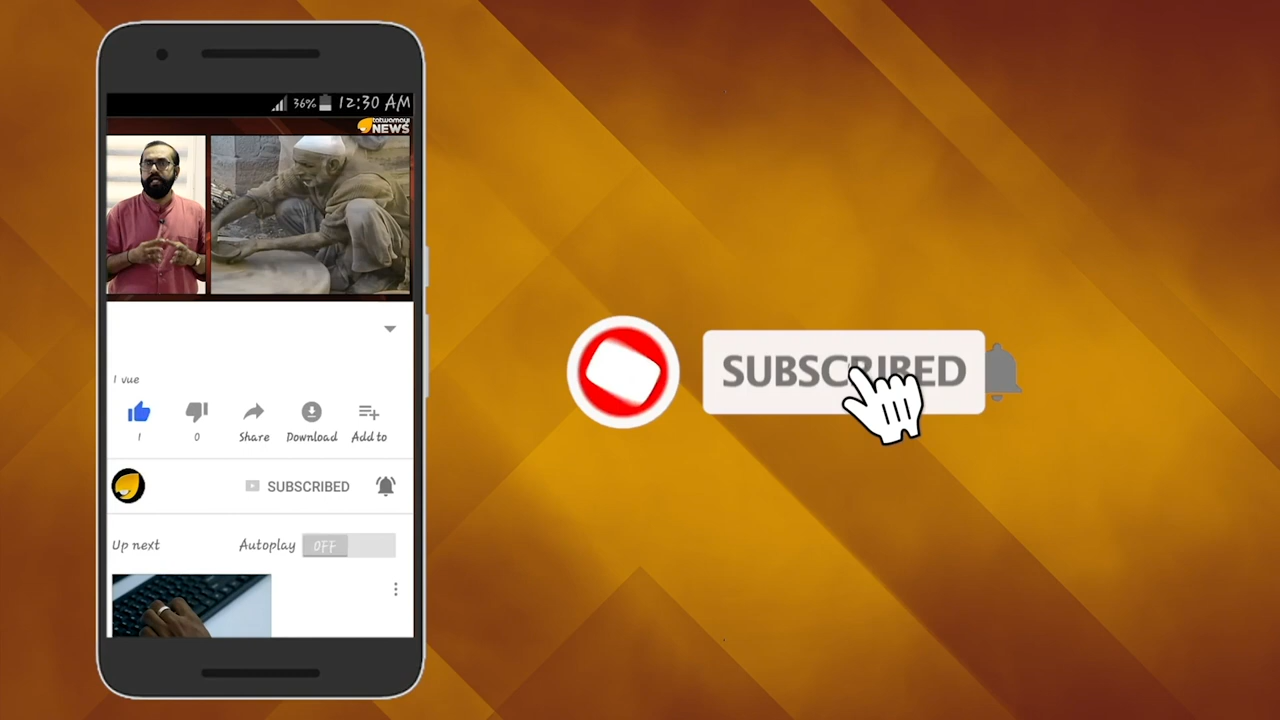 36% 12:30 AM
tatwamayi
NEWS
1 vue
1
0
Share
Download
Add to
SUBSCRIBED
Up next
Autoplay
OFF
SUBSCRIBED